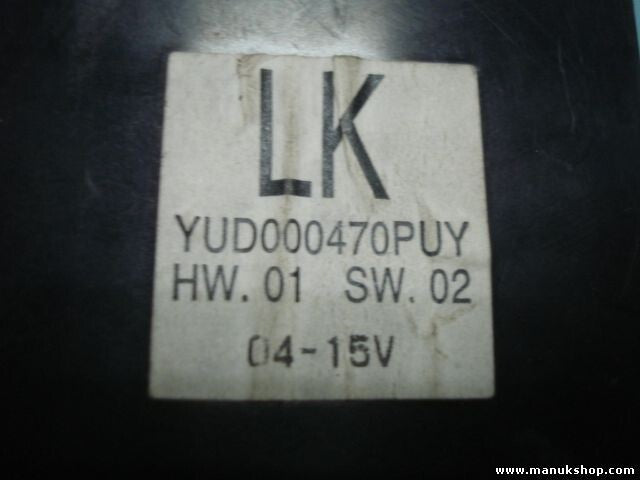 LK
YUD000470PUY
HW. 01 SW. 02
04-15V
www.manukshop.com